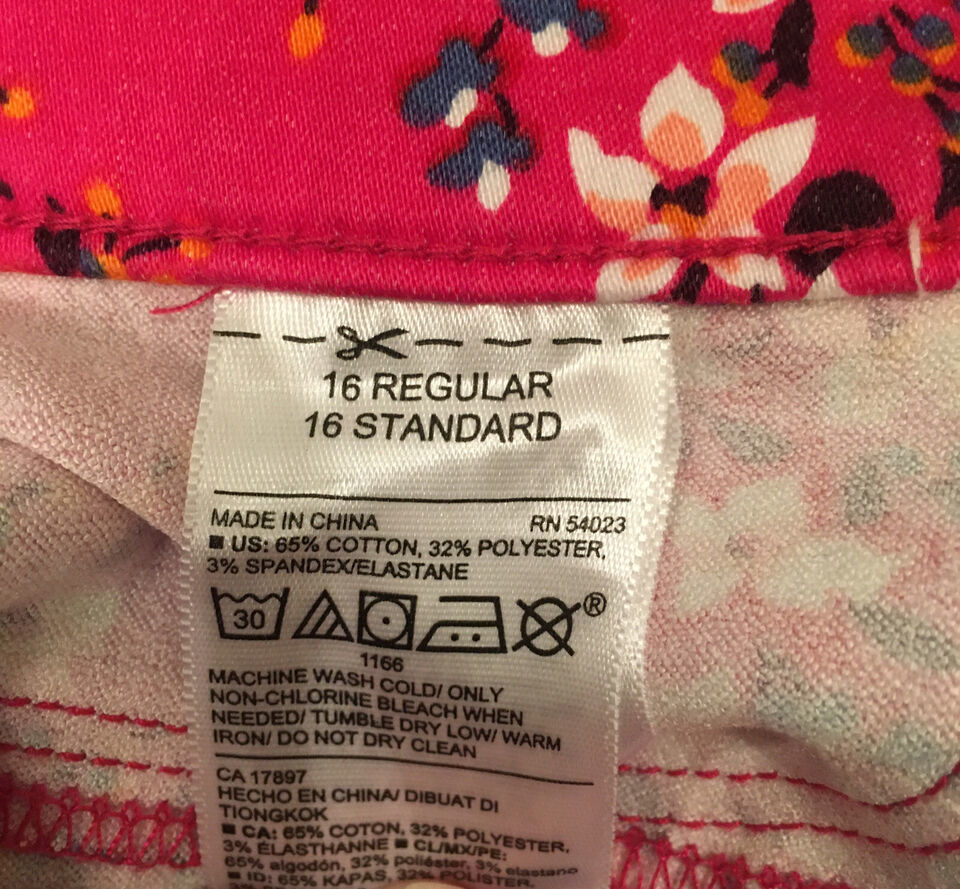 16 REGULAR
16 STANDARD
MADE IN CHINA RN 54023
■ US: 65% COTTON, 32% POLYESTER,
3% SPANDEX/ELASTANE
30
®
1166
MACHINE WASH COLD/ ONLY
NON-CHLORINE BLEACH WHEN
NEEDED/ TUMBLE DRY LOW/ WARM
IRON/ DO NOT DRY CLEAN
CA 17897
HECHO EN CHINA/ DIBUAT DI
TIONGKOK
■ CA: 65% COTON, 32% POLYESTER,
3% ÉLASTHANNE ■ CL/MX/PE:
65% algodón, 32% poliéster, 3% elastano
■ ID: 65% KAPAS, 32% POLISTER,